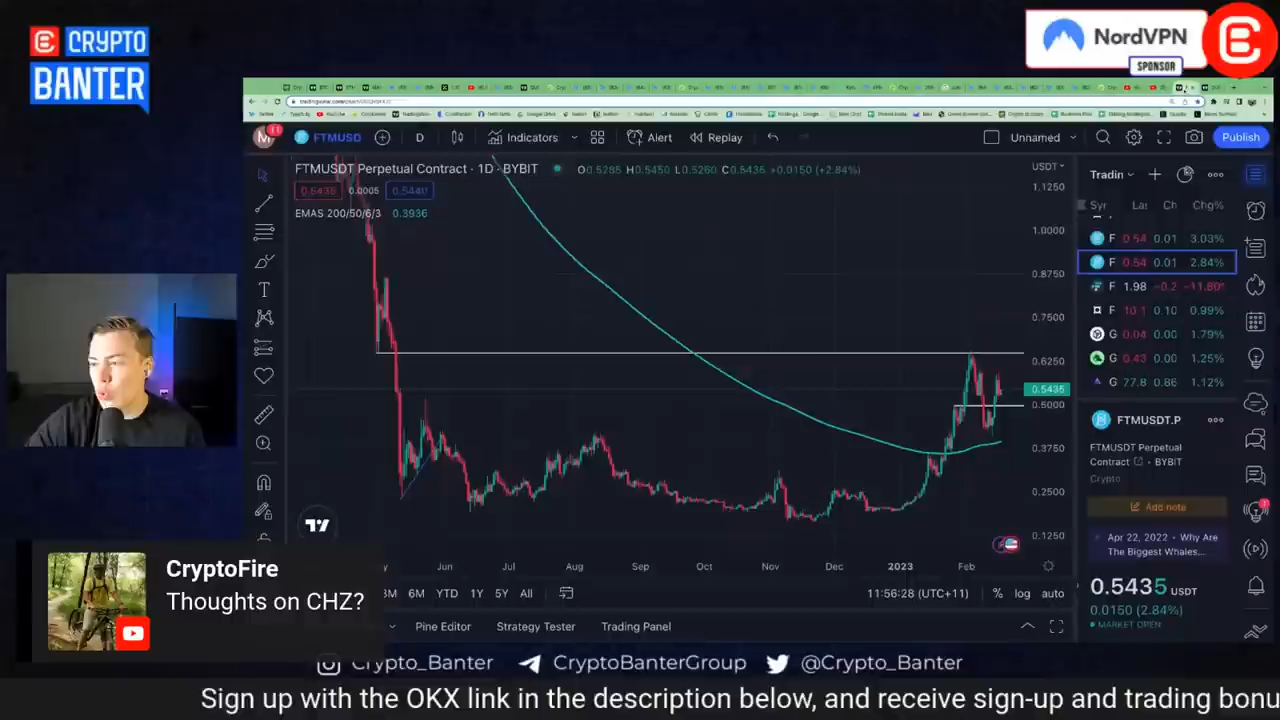 CRYPTO
BANTER
NordVPN
SPONSOR
FTMUSD
D
Indicators
Alert
Replay
Unnamed
Publish
FTMUSDT Perpetual Contract · 1D · BYBIT
O0.5285 H0.5450 L0.5260 C0.5435 +0.0150 (+2.84%)
0.5435 0.0005 0.5440
EMAS 200/50/6/3 0.3936
USDT
1.1250
1.0000
0.8750
0.7500
0.6250
0.5435
0.5000
0.3750
0.2500
0.1250
Tradin
Syr Las Ch Chg%
F 0.54 0.01 3.03%
F 0.54 0.01 2.84%
F 1.98 −0.2 −11.80%
F 10.1 0.10 0.99%
G 0.04 0.00 1.79%
G 0.43 0.00 1.25%
G 77.8 0.86 1.12%
FTMUSDT.P
FTMUSDT Perpetual
Contract · BYBIT
Crypto
Add note
Apr 22, 2022 · Why Are
The Biggest Whales...
0.5435 USDT
0.0150 (2.84%)
MARKET OPEN
Jun Jul Aug Sep Oct Nov Dec 2023 Feb
3M 6M YTD 1Y 5Y All
11:56:28 (UTC+11) % log auto
Pine Editor Strategy Tester Trading Panel
CryptoFire
Thoughts on CHZ?
Crypto_Banter CryptoBanterGroup @Crypto_Banter
Sign up with the OKX link in the description below, and receive sign-up and trading bonu